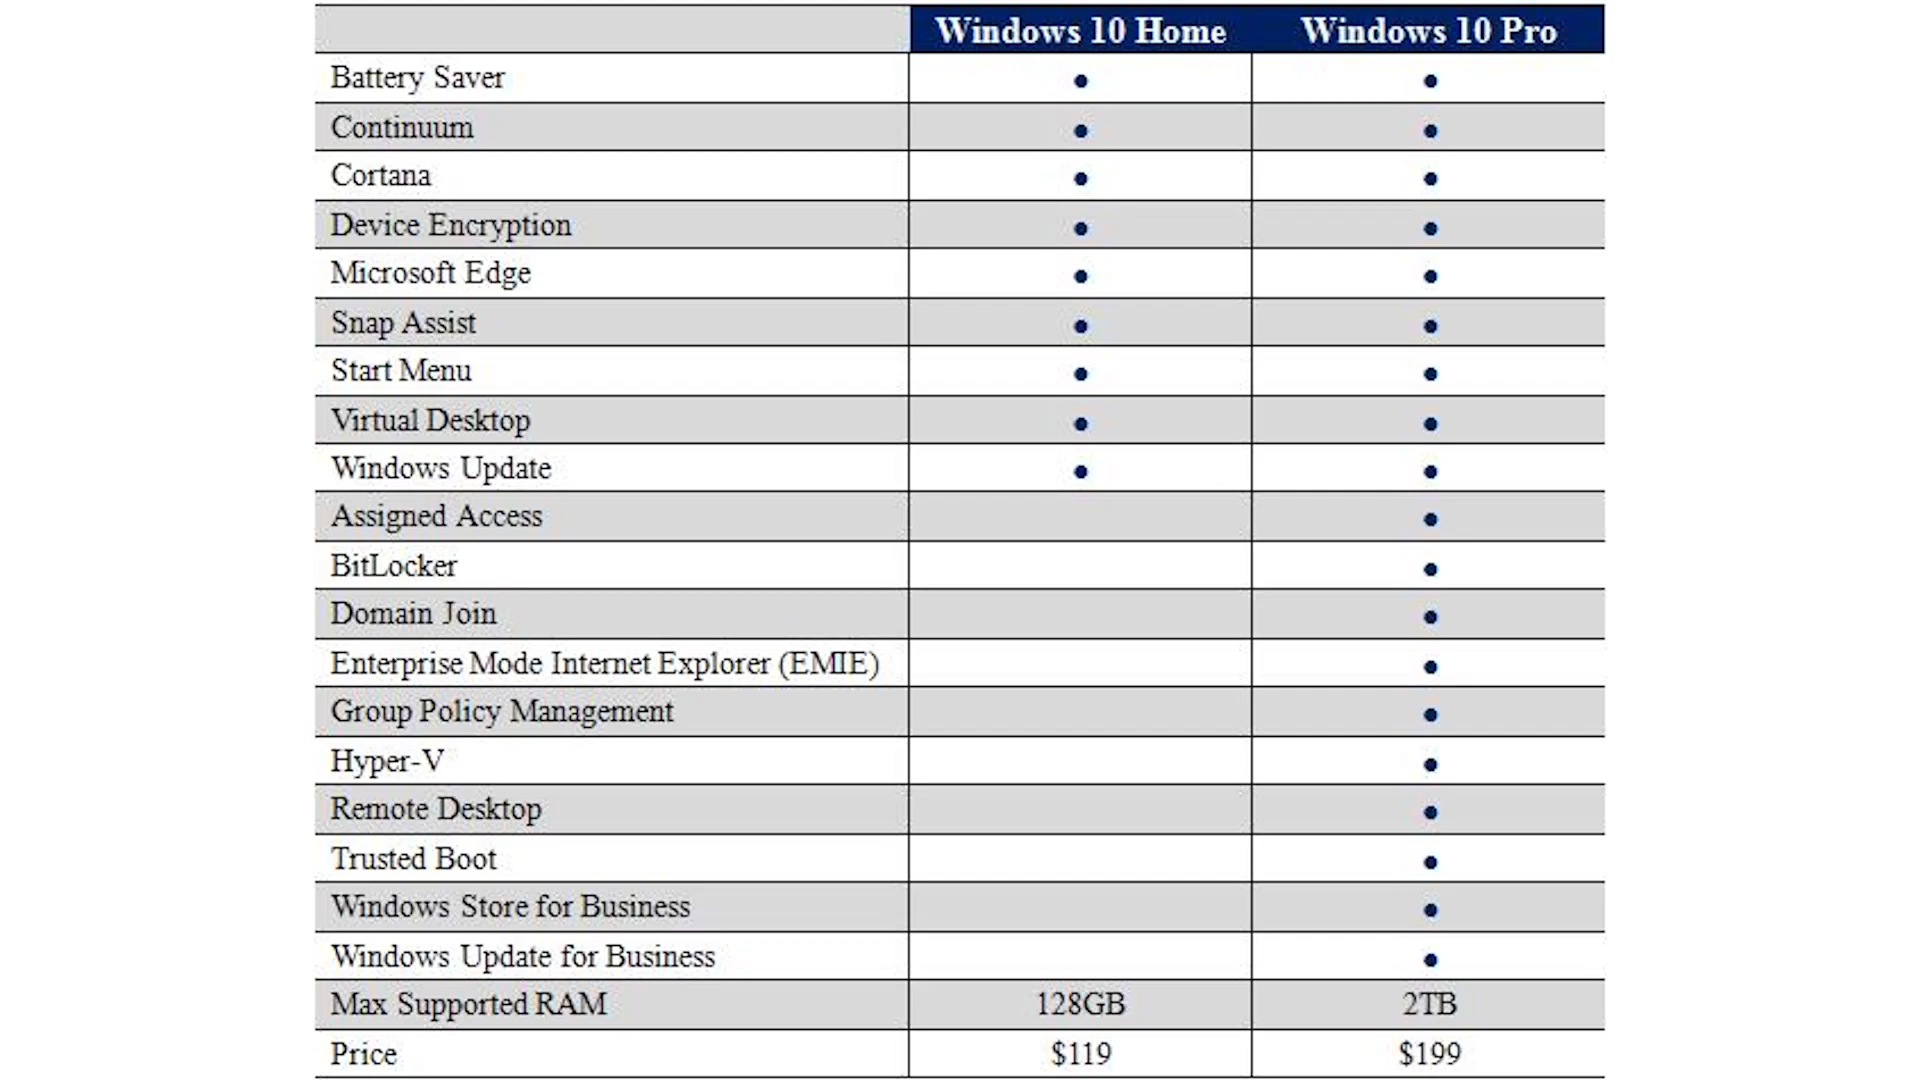 Windows 10 Home Windows 10 Pro
Battery Saver • •
Continuum • •
Cortana • •
Device Encryption • •
Microsoft Edge • •
Snap Assist • •
Start Menu • •
Virtual Desktop • •
Windows Update • •
Assigned Access •
BitLocker •
Domain Join •
Enterprise Mode Internet Explorer (EMIE) •
Group Policy Management •
Hyper-V •
Remote Desktop •
Trusted Boot •
Windows Store for Business •
Windows Update for Business •
Max Supported RAM 128GB 2TB
Price $119 $199